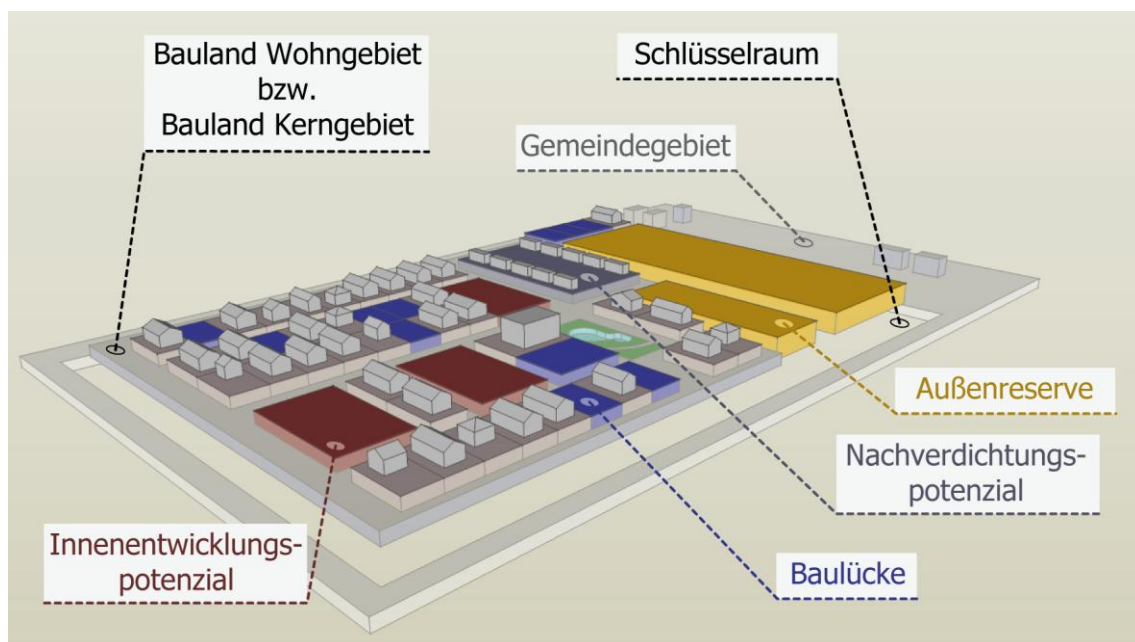 Bauland Wohngebiet
bzw.
Bauland Kerngebiet
Schlüsselraum
Gemeindegebiet
Außenreserve
Nachverdichtungs-
potenzial
Innenentwicklungs-
potenzial
Baulücke